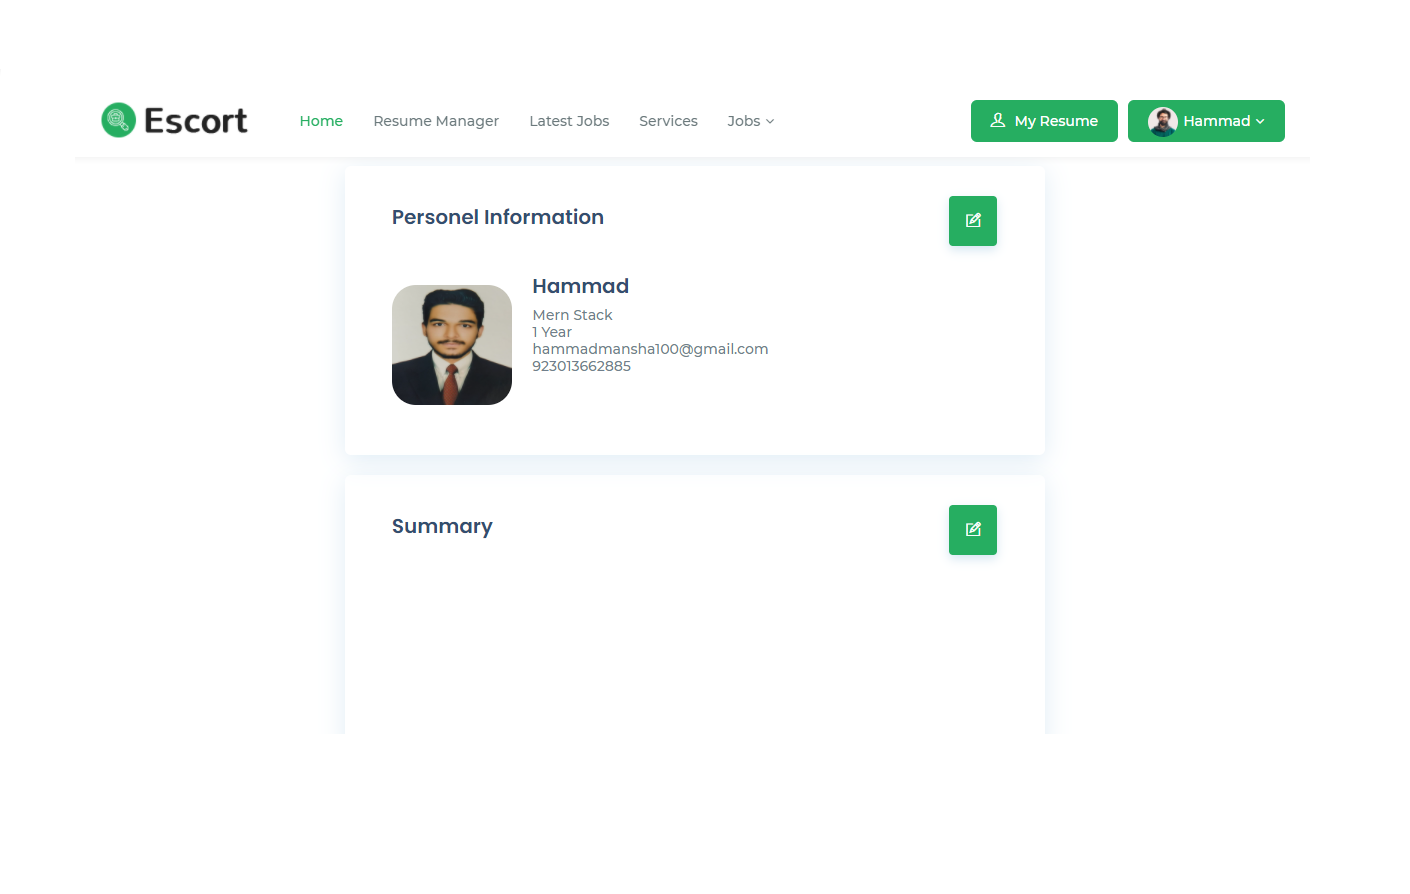 Escort
Home
Resume Manager
Latest Jobs
Services
Jobs
My Resume
Hammad
Personel Information
Hammad
Mern Stack
1 Year
hammadmansha100@gmail.com
923013662885
Summary